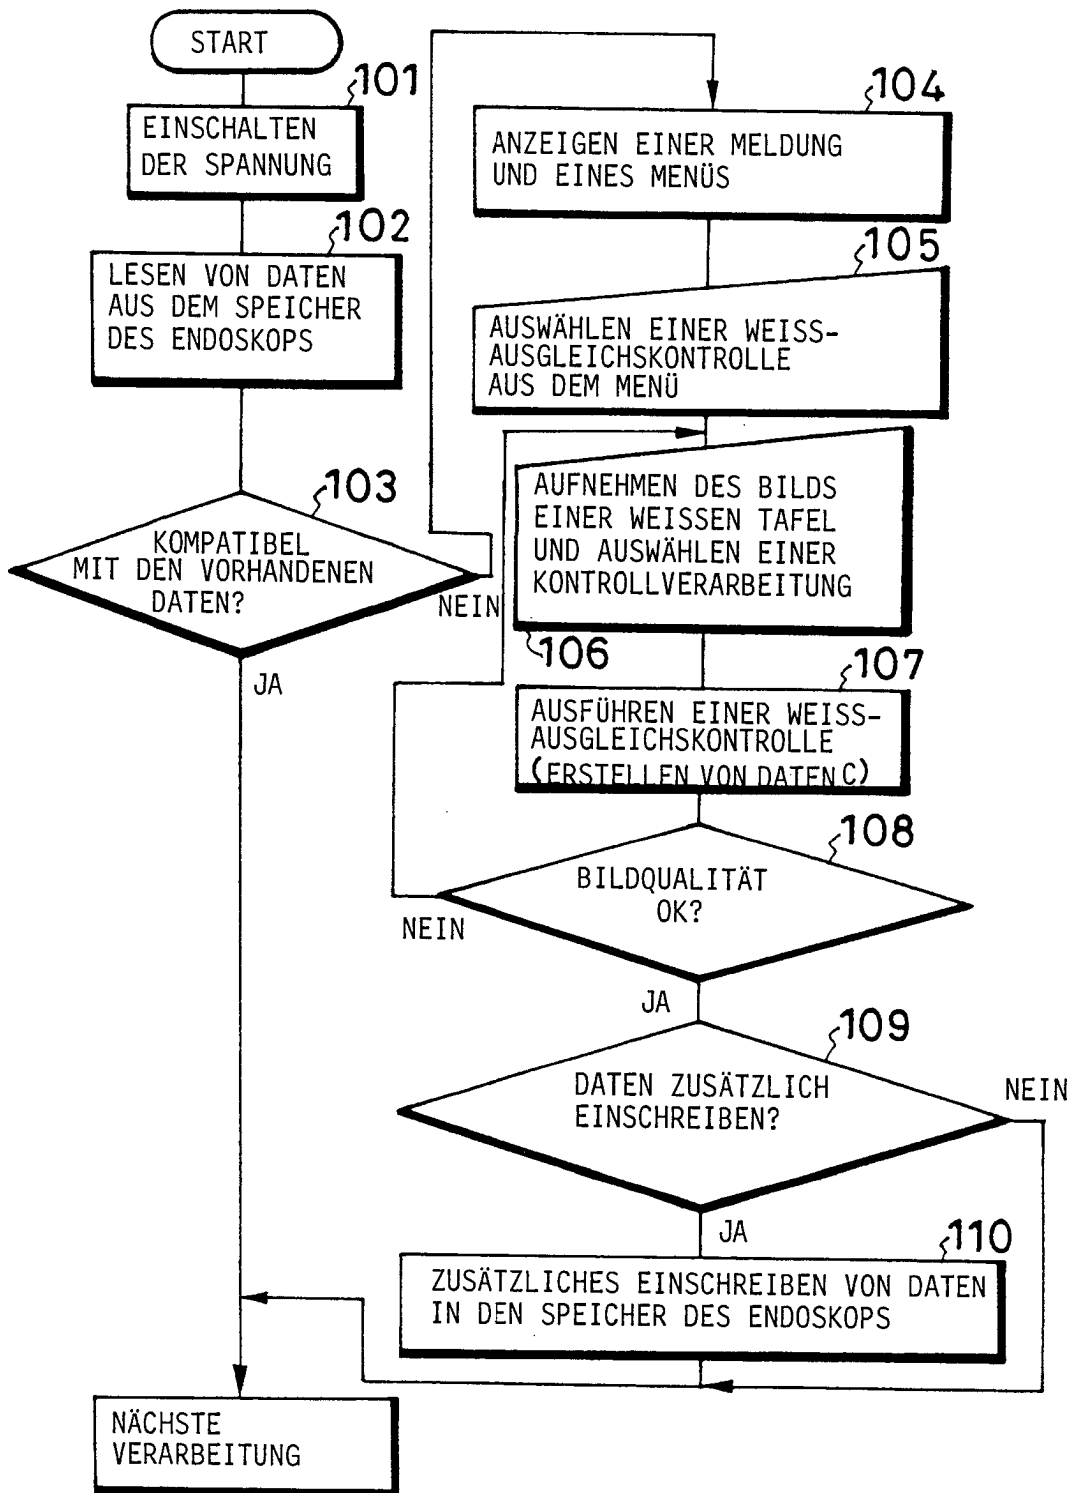 START
101
EINSCHALTEN
DER SPANNUNG
102
LESEN VON DATEN
AUS DEM SPEICHER
DES ENDOSKOPS
103
KOMPATIBEL
MIT DEN VORHANDENEN
DATEN?
NEIN
JA
104
ANZEIGEN EINER MELDUNG
UND EINES MENÜS
105
AUSWÄHLEN EINER WEISS-
AUSGLEICHSKONTROLLE
AUS DEM MENÜ
AUFNEHMEN DES BILDS
EINER WEISSEN TAFEL
UND AUSWÄHLEN EINER
KONTROLLVERARBEITUNG
106
107
AUSFÜHREN EINER WEISS-
AUSGLEICHSKONTROLLE
(ERSTELLEN VON DATEN C)
108
BILDQUALITÄT
OK?
NEIN
JA
109
DATEN ZUSÄTZLICH
EINSCHREIBEN?
NEIN
JA
110
ZUSÄTZLICHES EINSCHREIBEN VON DATEN
IN DEN SPEICHER DES ENDOSKOPS
NÄCHSTE
VERARBEITUNG